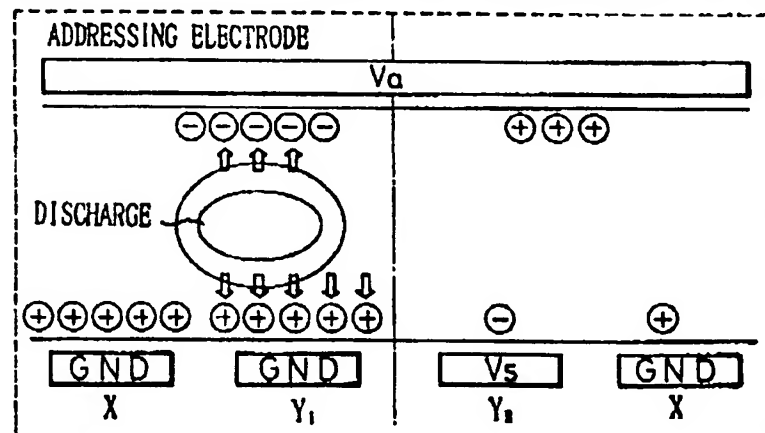 ADDRESSING ELECTRODE
Va
⊖⊖⊖⊖⊖ ⊕⊕⊕
DISCHARGE
⊕⊕⊕⊕⊕ ⊕⊕⊕⊕⊕ ⊖ ⊕
GND GND Vs GND
X Y₁ Y₂ X